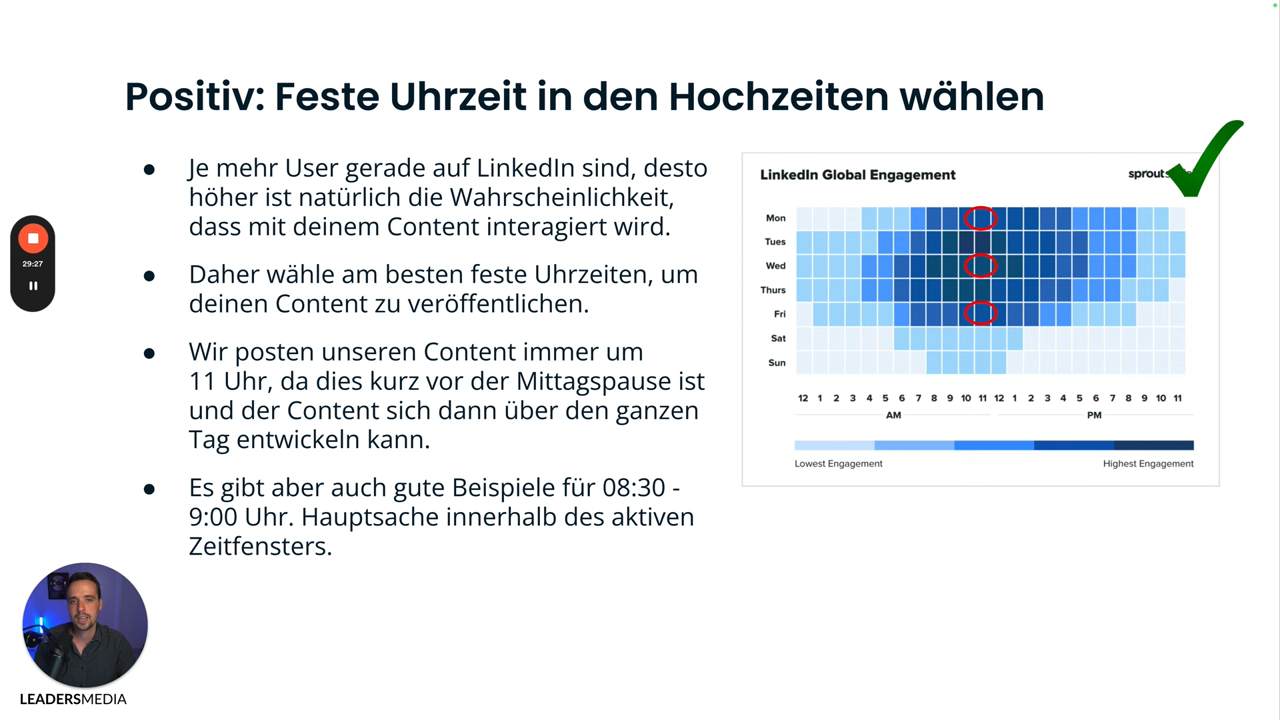 Positiv: Feste Uhrzeit in den Hochzeiten wählen
● Je mehr User gerade auf LinkedIn sind, desto
höher ist natürlich die Wahrscheinlichkeit,
dass mit deinem Content interagiert wird.
● Daher wähle am besten feste Uhrzeiten, um
deinen Content zu veröffentlichen.
● Wir posten unseren Content immer um
11 Uhr, da dies kurz vor der Mittagspause ist
und der Content sich dann über den ganzen
Tag entwickeln kann.
● Es gibt aber auch gute Beispiele für 08:30 -
9:00 Uhr. Hauptsache innerhalb des aktiven
Zeitfensters.
LinkedIn Global Engagement
sprout
Mon
Tues
Wed
Thurs
Fri
Sat
Sun
12 1 2 3 4 5 6 7 8 9 10 11 12 1 2 3 4 5 6 7 8 9 10 11
AM PM
Lowest Engagement Highest Engagement
29:27
LEADERSMEDIA